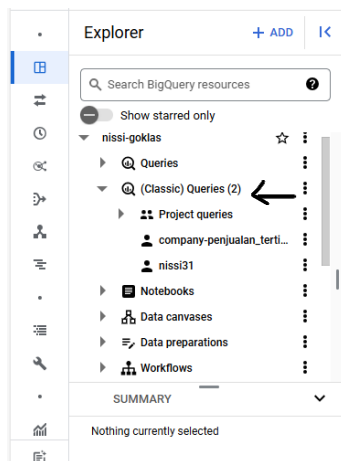 Explorer
+ ADD
Search BigQuery resources
Show starred only
nissi-goklas
Queries
(Classic) Queries (2)
Project queries
company-penjualan_terti...
nissi31
Notebooks
Data canvases
Data preparations
Workflows
SUMMARY
Nothing currently selected